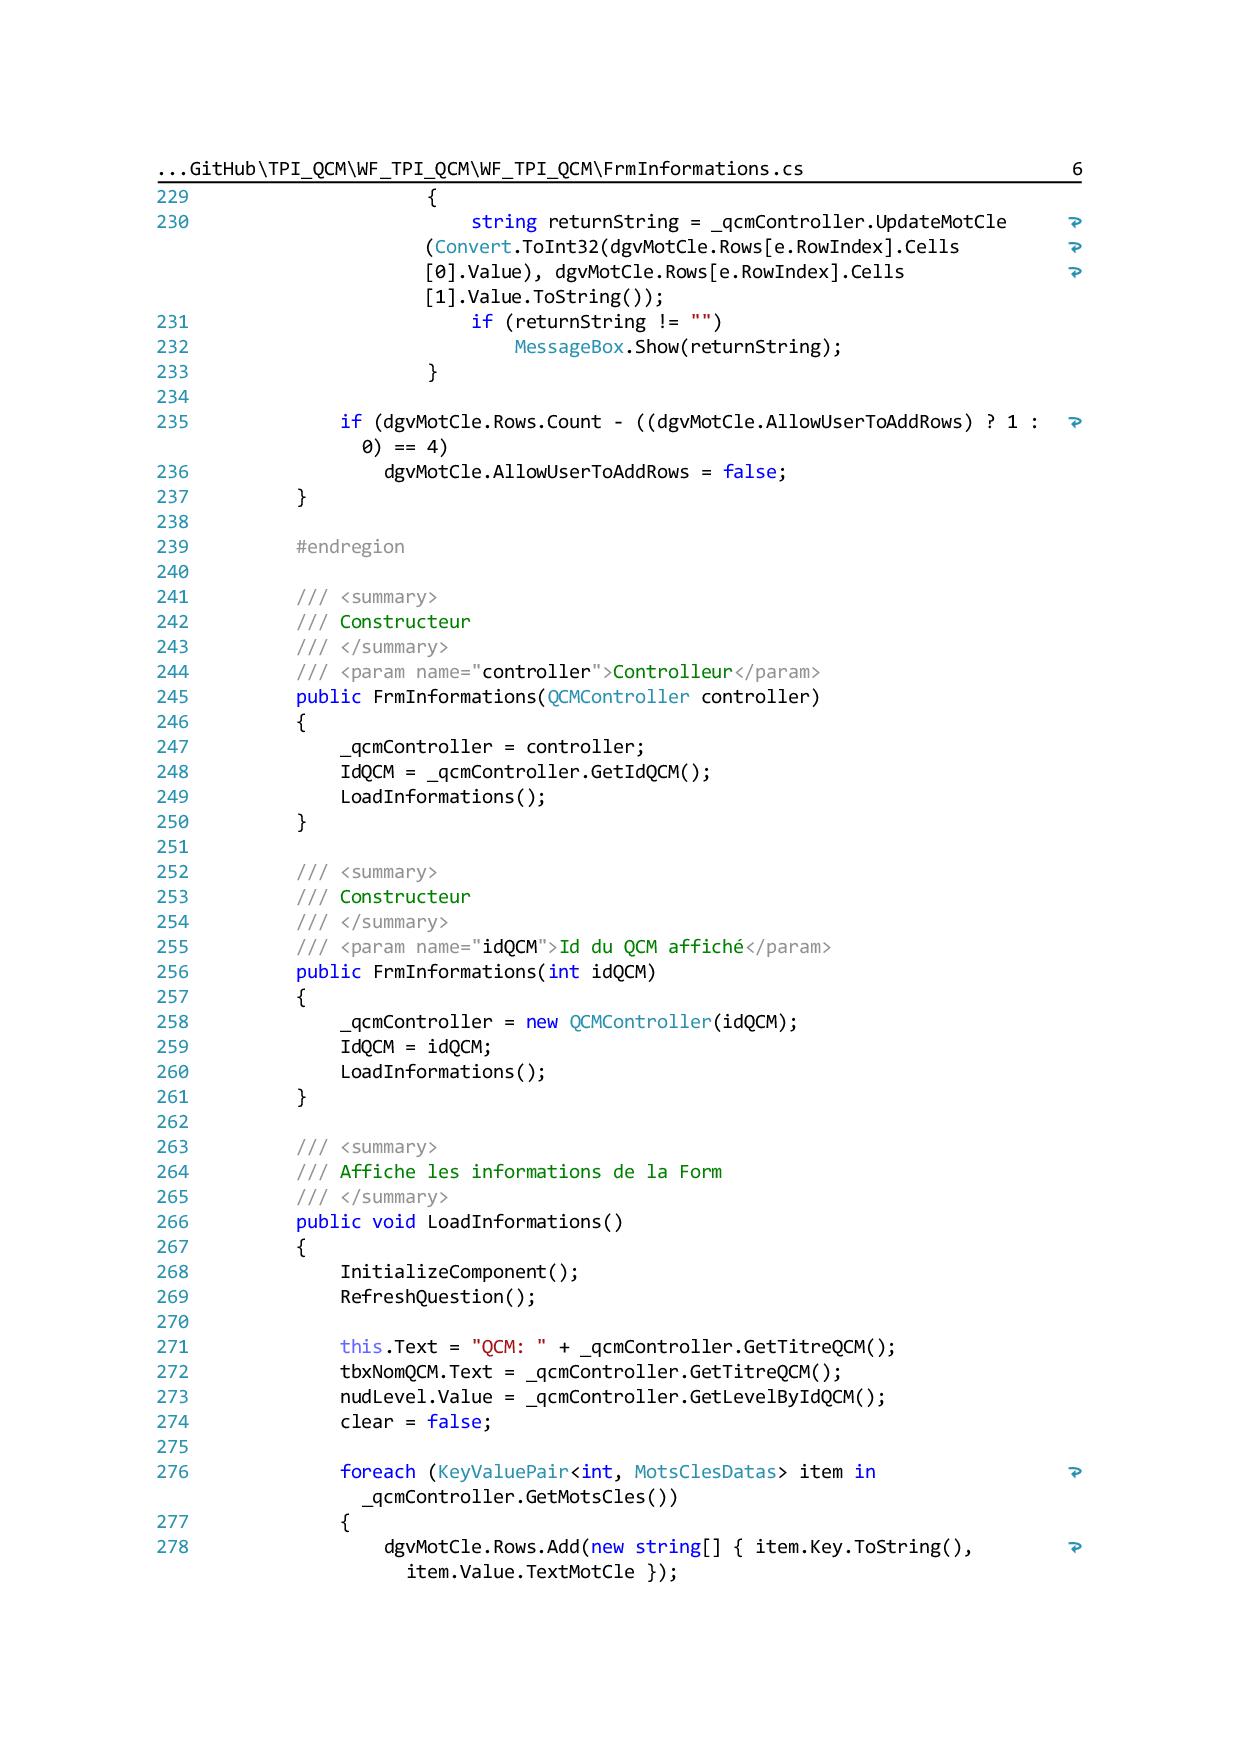 ...GitHub\TPI_QCM\WF_TPI_QCM\WF_TPI_QCM\FrmInformations.cs 6
229 {
230 string returnString = _qcmController.UpdateMotCle
(Convert.ToInt32(dgvMotCle.Rows[e.RowIndex].Cells
[0].Value), dgvMotCle.Rows[e.RowIndex].Cells
[1].Value.ToString());
231 if (returnString != "")
232 MessageBox.Show(returnString);
233 }
234
235 if (dgvMotCle.Rows.Count - ((dgvMotCle.AllowUserToAddRows) ? 1 :
0) == 4)
236 dgvMotCle.AllowUserToAddRows = false;
237 }
238
239 #endregion
240
241 /// <summary>
242 /// Constructeur
243 /// </summary>
244 /// <param name="controller">Controlleur</param>
245 public FrmInformations(QCMController controller)
246 {
247 _qcmController = controller;
248 IdQCM = _qcmController.GetIdQCM();
249 LoadInformations();
250 }
251
252 /// <summary>
253 /// Constructeur
254 /// </summary>
255 /// <param name="idQCM">Id du QCM affiché</param>
256 public FrmInformations(int idQCM)
257 {
258 _qcmController = new QCMController(idQCM);
259 IdQCM = idQCM;
260 LoadInformations();
261 }
262
263 /// <summary>
264 /// Affiche les informations de la Form
265 /// </summary>
266 public void LoadInformations()
267 {
268 InitializeComponent();
269 RefreshQuestion();
270
271 this.Text = "QCM: " + _qcmController.GetTitreQCM();
272 tbxNomQCM.Text = _qcmController.GetTitreQCM();
273 nudLevel.Value = _qcmController.GetLevelByIdQCM();
274 clear = false;
275
276 foreach (KeyValuePair<int, MotsClesDatas> item in
_qcmController.GetMotsCles())
277 {
278 dgvMotCle.Rows.Add(new string[] { item.Key.ToString(),
item.Value.TextMotCle });